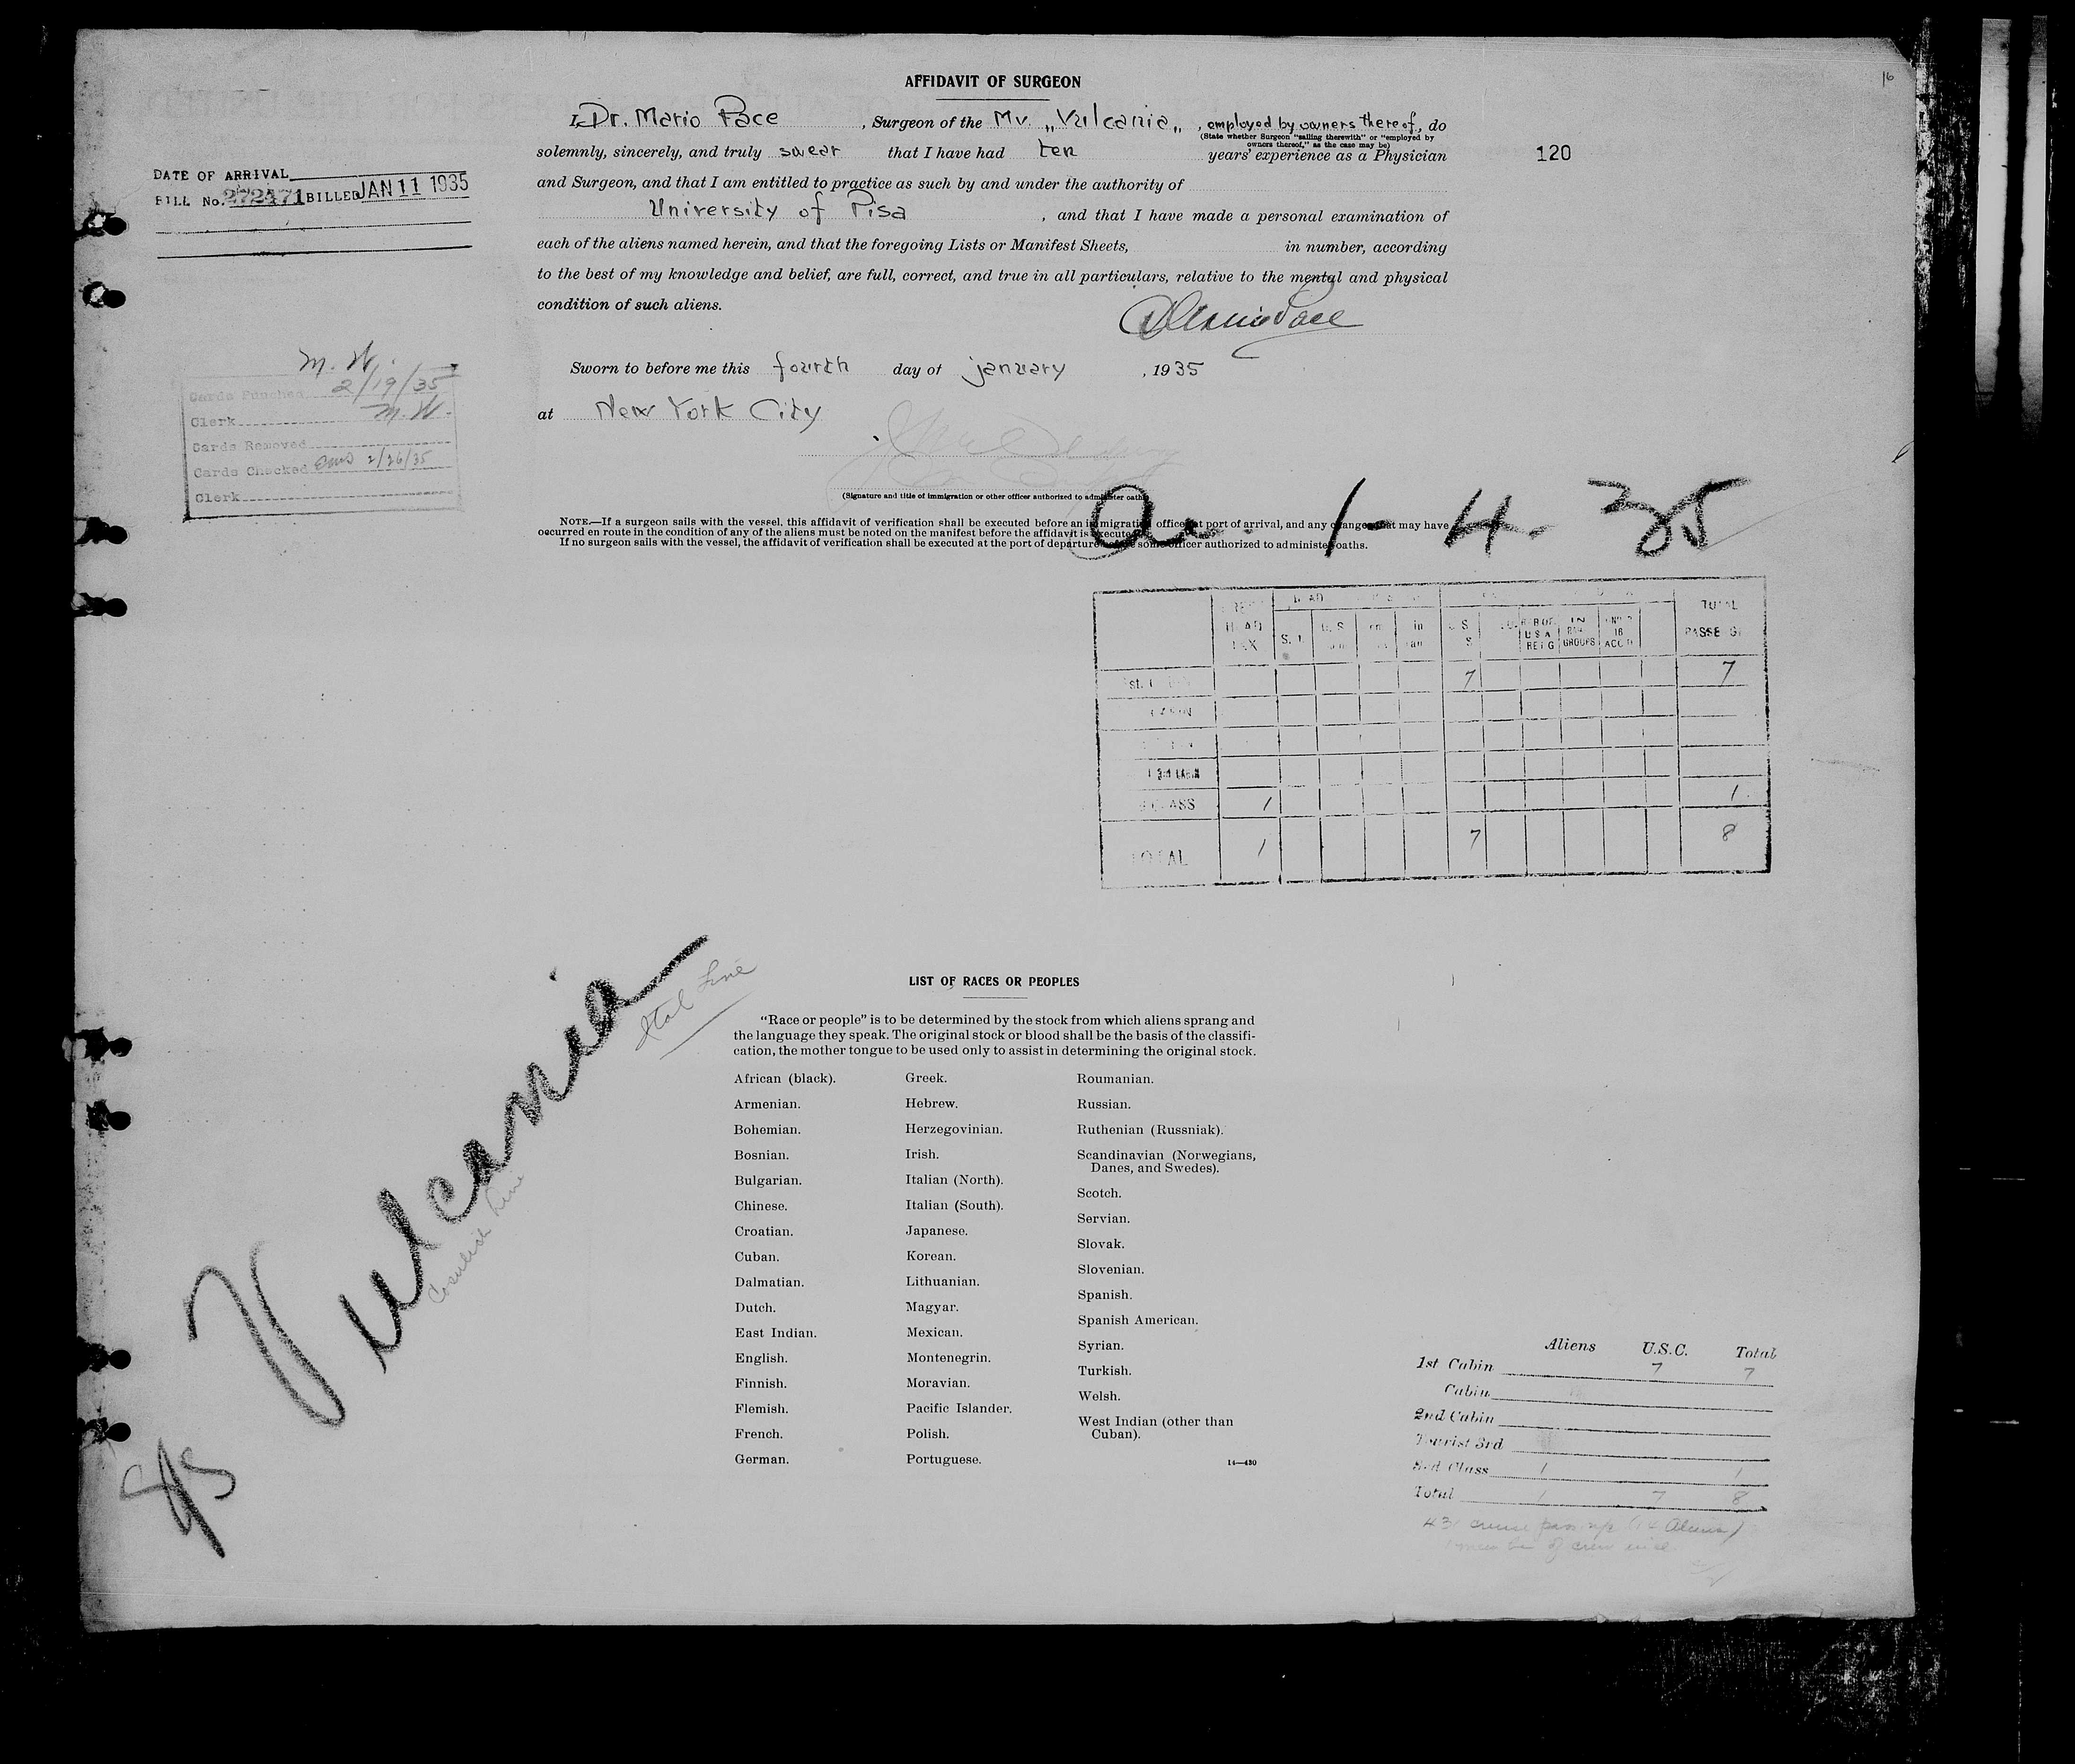 16
AFFIDAVIT OF SURGEON
I, Dr. Mario Pace, Surgeon of the Mv. „Vulcania„, employed by owners thereof, do
(State whether Surgeon "sailing therewith" or "employed by
owners thereof," as the case may be)
solemnly, sincerely, and truly swear that I have had ten years' experience as a Physician
120
and Surgeon, and that I am entitled to practice as such by and under the authority of
University of Pisa, and that I have made a personal examination of
each of the aliens named herein, and that the foregoing Lists or Manifest Sheets, in number, according
to the best of my knowledge and belief, are full, correct, and true in all particulars, relative to the mental and physical
condition of such aliens.
Sworn to before me this fourth day of january, 1935
at New York City
(Signature and title of immigration or other officer authorized to administer oaths)
DATE OF ARRIVAL
BILL No. 272471 BILLED JAN 11 1935
M. W.
Cards Punched 2/19/35
Clerk M. W.
Cards Removed
Cards Checked 2/26/35
Clerk
NOTE.—If a surgeon sails with the vessel, this affidavit of verification shall be executed before an immigration officer at port of arrival, and any changes that may have
occurred en route in the condition of any of the aliens must be noted on the manifest before the affidavit is executed.
If no surgeon sails with the vessel, the affidavit of verification shall be executed at the port of departure before some officer authorized to administer oaths.
1-4-35
HEAD TAX
S. T.
U.S.
IN GROUPS
TOTAL PASSENG
1st. 7 7
CABIN
CLASS 1 1
TOTAL 1 7 8
Vulcania
Ital Line
Cosulich Line
LIST OF RACES OR PEOPLES
"Race or people" is to be determined by the stock from which aliens sprang and
the language they speak. The original stock or blood shall be the basis of the classifi-
cation, the mother tongue to be used only to assist in determining the original stock.
African (black).
Armenian.
Bohemian.
Bosnian.
Bulgarian.
Chinese.
Croatian.
Cuban.
Dalmatian.
Dutch.
East Indian.
English.
Finnish.
Flemish.
French.
German.
Greek.
Hebrew.
Herzegovinian.
Irish.
Italian (North).
Italian (South).
Japanese.
Korean.
Lithuanian.
Magyar.
Mexican.
Montenegrin.
Moravian.
Pacific Islander.
Polish.
Portuguese.
Roumanian.
Russian.
Ruthenian (Russniak).
Scandinavian (Norwegians,
Danes, and Swedes).
Scotch.
Servian.
Slovak.
Slovenian.
Spanish.
Spanish American.
Syrian.
Turkish.
Welsh.
West Indian (other than
Cuban).
14—430
Aliens U.S.C. Total
1st Cabin 7 7
Cabin
2nd Cabin
Tourist 3rd
3rd Class 1 1
Total 1 7 8